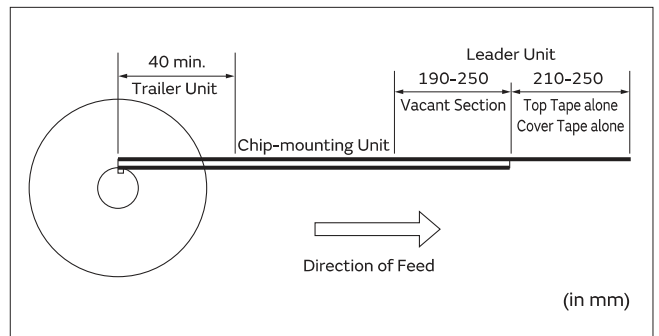 Leader Unit
40 min.
190-250
210-250
Trailer Unit
Vacant Section
Top Tape alone
Cover Tape alone
Chip-mounting Unit
Direction of Feed
(in mm)